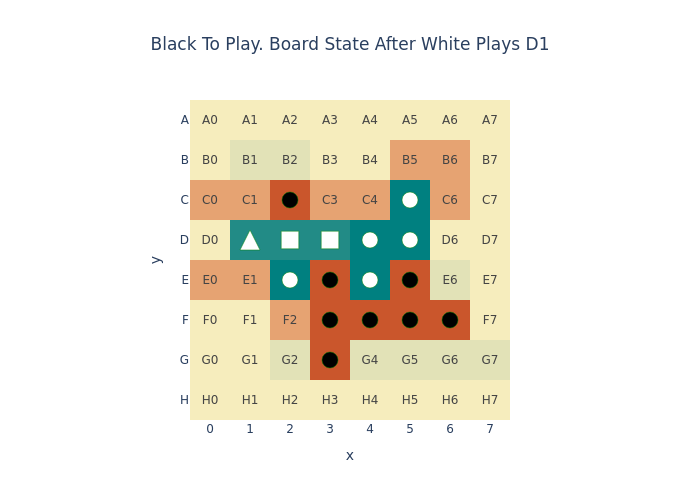 Black To Play. Board State After White Plays D1
A A0 A1 A2 A3 A4 A5 A6 A7
B B0 B1 B2 B3 B4 B5 B6 B7
C C0 C1 C3 C4 C6 C7
y
D D0 D6 D7
E E0 E1 E6 E7
F F0 F1 F2 F7
G G0 G1 G2 G4 G5 G6 G7
H H0 H1 H2 H3 H4 H5 H6 H7
0 1 2 3 4 5 6 7
x